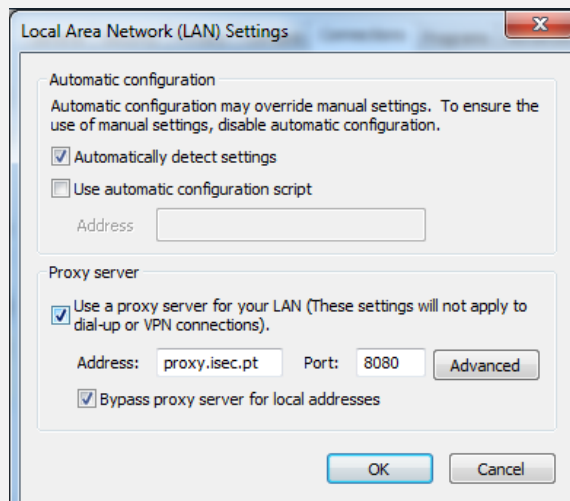 Local Area Network (LAN) Settings
Automatic configuration
Automatic configuration may override manual settings. To ensure the
use of manual settings, disable automatic configuration.
Automatically detect settings
Use automatic configuration script
Address
Proxy server
Use a proxy server for your LAN (These settings will not apply to
dial-up or VPN connections).
Address: proxy.isec.pt Port: 8080 Advanced
Bypass proxy server for local addresses
OK Cancel